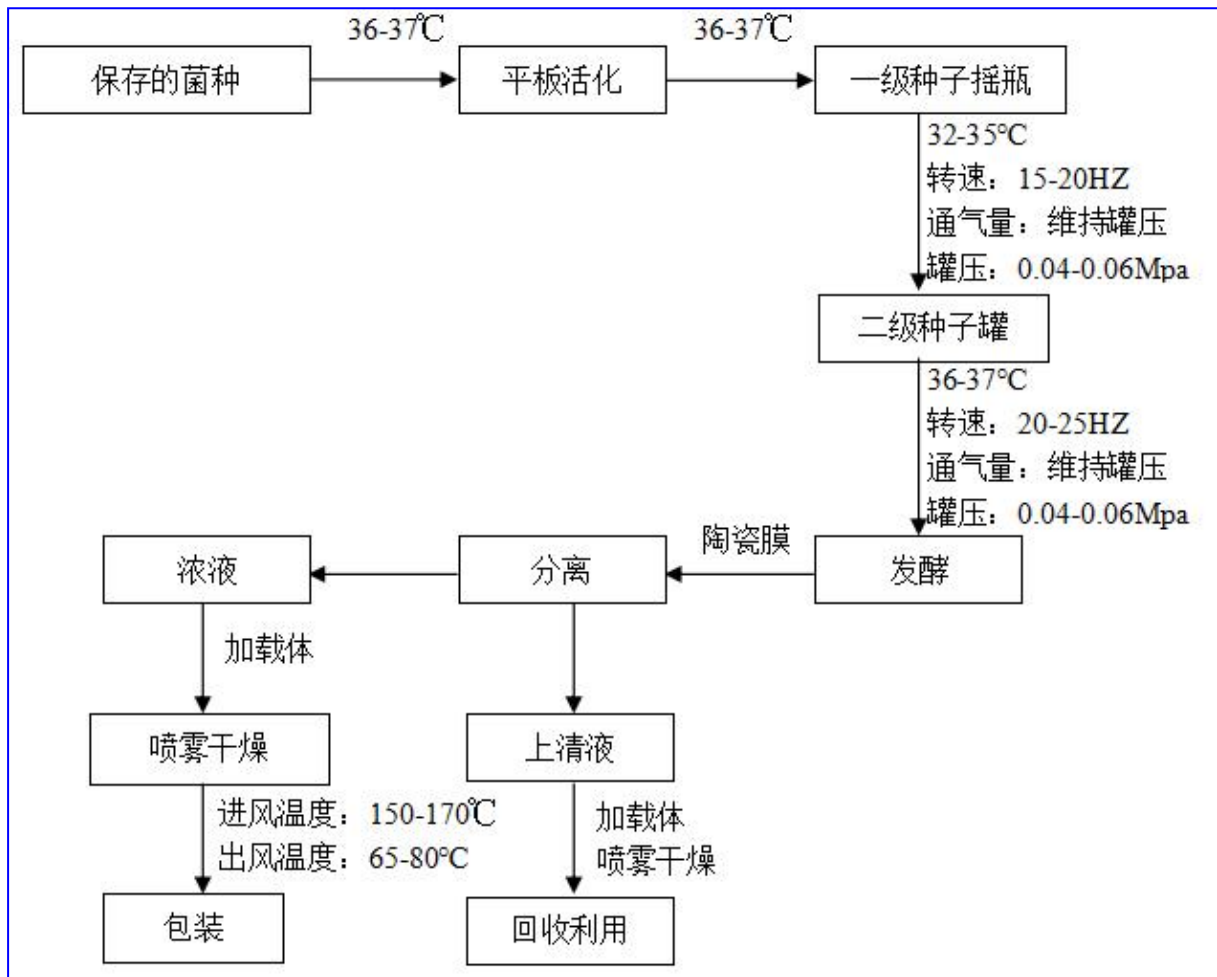 36-37℃
36-37℃
保存的菌种
平板活化
一级种子摇瓶
32-35℃
转速：15-20HZ
通气量：维持罐压
罐压：0.04-0.06Mpa
二级种子罐
36-37℃
转速：20-25HZ
通气量：维持罐压
罐压：0.04-0.06Mpa
陶瓷膜
浓液
分离
发酵
加载体
喷雾干燥
上清液
进风温度：150-170℃
出风温度：65-80℃
加载体
喷雾干燥
包装
回收利用